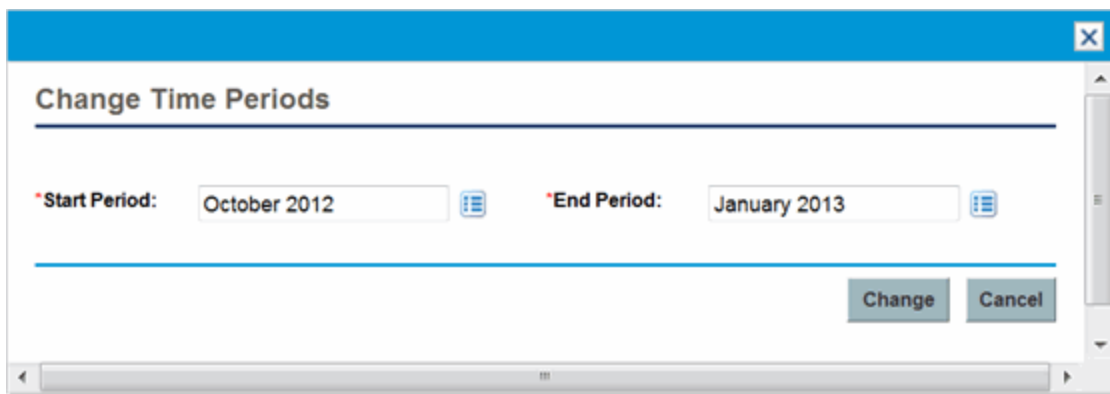 Change Time Periods
*Start Period: October 2012 *End Period: January 2013
Change Cancel